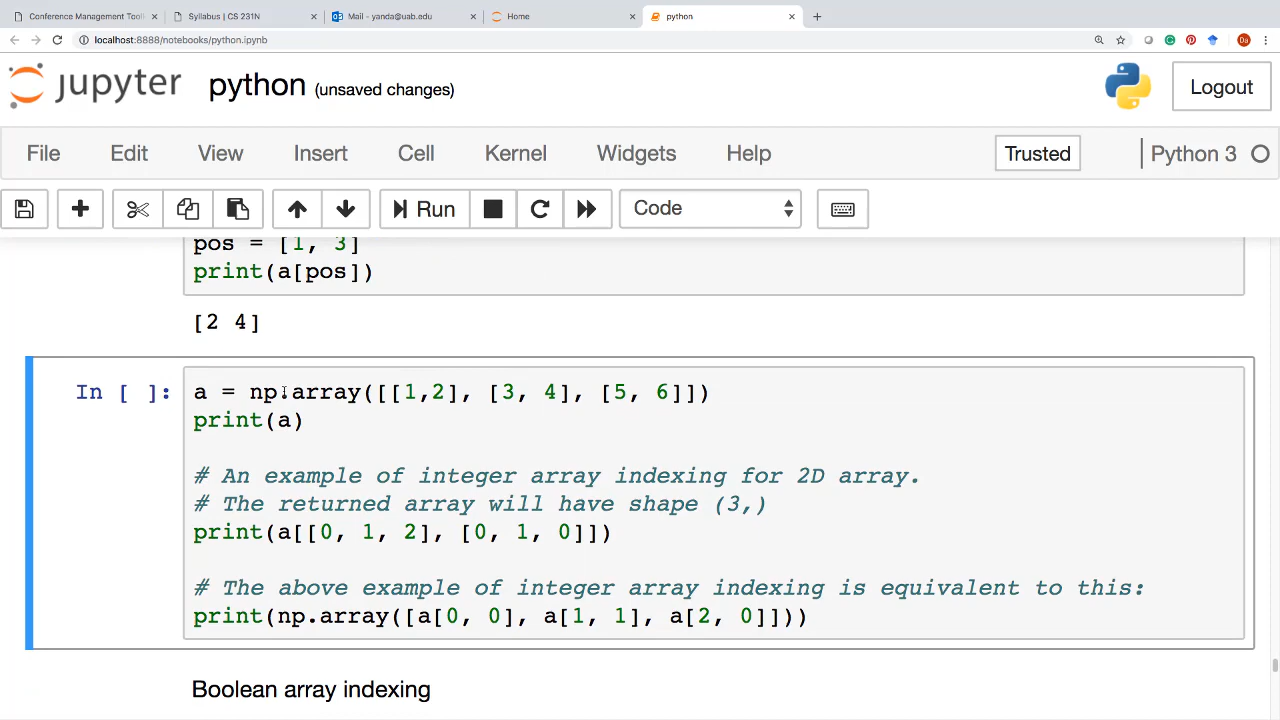 Conference Management Toolk
Syllabus | CS 231N
Mail - yanda@uab.edu
Home
python
localhost:8888/notebooks/python.ipynb
Da
jupyter python (unsaved changes)
Logout
File Edit View Insert Cell Kernel Widgets Help
Trusted
Python 3
Run
Code
pos = [1, 3]
print(a[pos])
[2 4]
In [ ]:
a = np.array([[1,2], [3, 4], [5, 6]])
print(a)
# An example of integer array indexing for 2D array.
# The returned array will have shape (3,)
print(a[[0, 1, 2], [0, 1, 0]])
# The above example of integer array indexing is equivalent to this:
print(np.array([a[0, 0], a[1, 1], a[2, 0]]))
Boolean array indexing